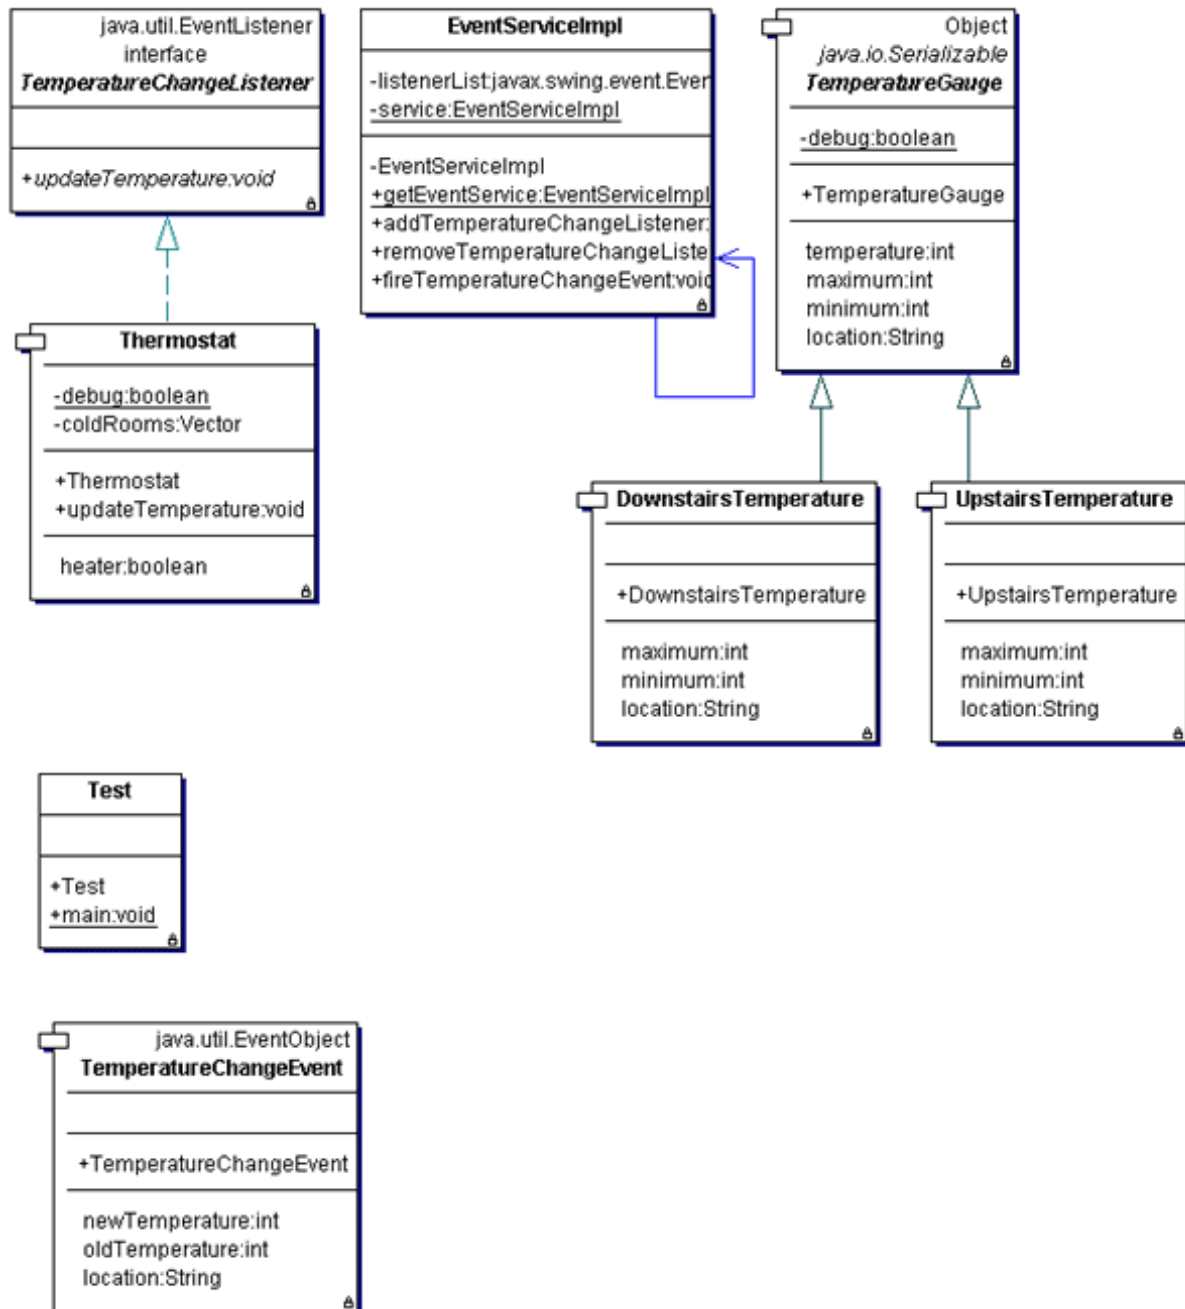 java.util.EventListener
interface
TemperatureChangeListener
+updateTemperature:void
EventServiceImpl
-listenerList:javax.swing.event.Even
-service:EventServiceImpl
-EventServiceImpl
+getEventService:EventServiceImpl
+addTemperatureChangeListener:
+removeTemperatureChangeListe
+fireTemperatureChangeEvent:void
Object
java.io.Serializable
TemperatureGauge
-debug:boolean
+TemperatureGauge
temperature:int
maximum:int
minimum:int
location:String
Thermostat
-debug:boolean
-coldRooms:Vector
+Thermostat
+updateTemperature:void
heater:boolean
DownstairsTemperature
+DownstairsTemperature
maximum:int
minimum:int
location:String
UpstairsTemperature
+UpstairsTemperature
maximum:int
minimum:int
location:String
Test
+Test
+main:void
java.util.EventObject
TemperatureChangeEvent
+TemperatureChangeEvent
newTemperature:int
oldTemperature:int
location:String